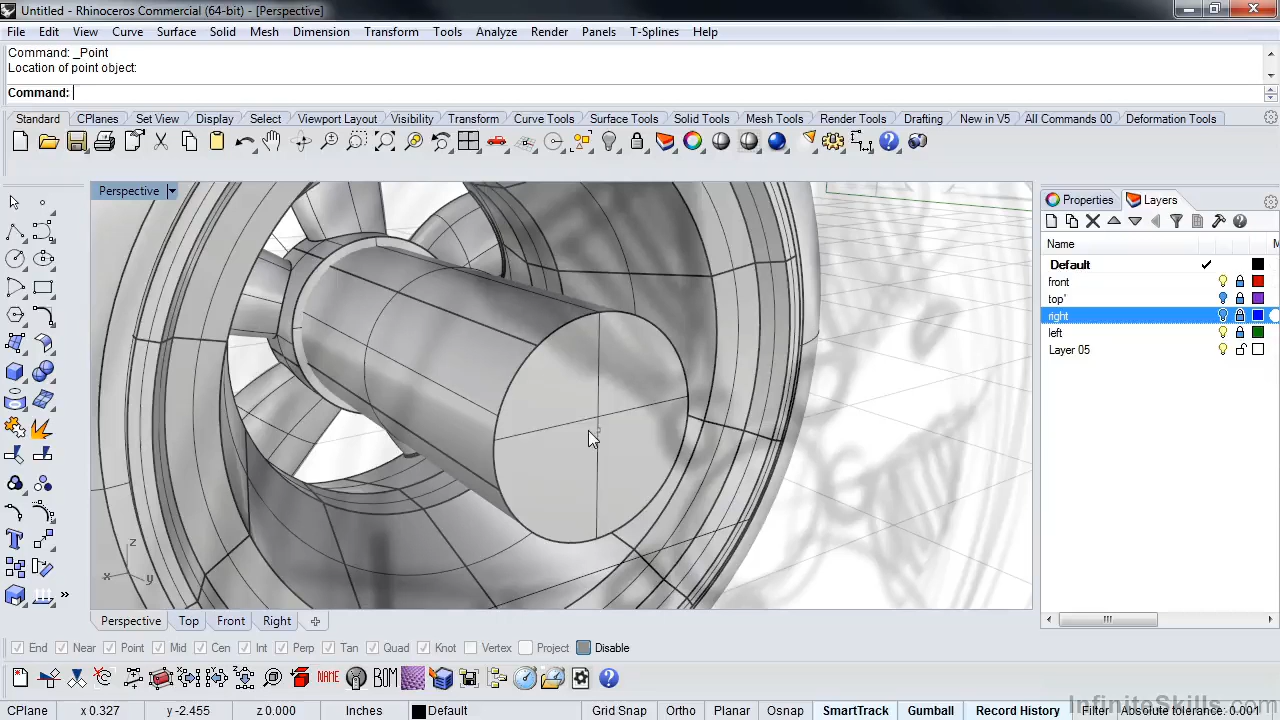 Untitled - Rhinoceros Commercial (64-bit) - [Perspective]
File Edit View Curve Surface Solid Mesh Dimension Transform Tools Analyze Render Panels T-Splines Help
Command: _Point
Location of point object:
Command:
Standard CPlanes Set View Display Select Viewport Layout Visibility Transform Curve Tools Surface Tools Solid Tools Mesh Tools Render Tools Drafting New in V5 All Commands 00 Deformation Tools
Perspective
Properties Layers
Name M
Default
front
top'
right
left
Layer 05
z
x y
Perspective Top Front Right
End Near Point Mid Cen Int Perp Tan Quad Knot Vertex Project Disable
NAME BOM
CPlane x 0.327 y -2.455 z 0.000 Inches Default Grid Snap Ortho Planar Osnap SmartTrack Gumball Record History Filter Absolute tolerance: 0.001
InfiniteSkills.com